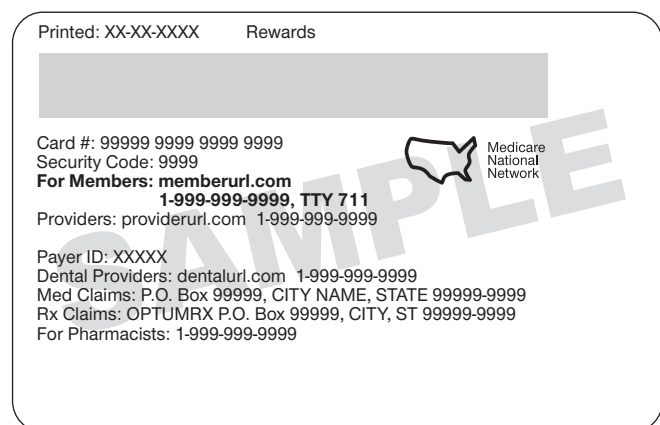 Printed: XX-XX-XXXX Rewards
Card #: 99999 9999 9999 9999
Security Code: 9999
Medicare
National
Network
For Members: memberurl.com
1-999-999-9999, TTY 711
Providers: providerurl.com 1-999-999-9999
Payer ID: XXXXX
Dental Providers: dentalurl.com 1-999-999-9999
Med Claims: P.O. Box 99999, CITY NAME, STATE 99999-9999
Rx Claims: OPTUMRX P.O. Box 99999, CITY, ST 99999-9999
For Pharmacists: 1-999-999-9999
SAMPLE